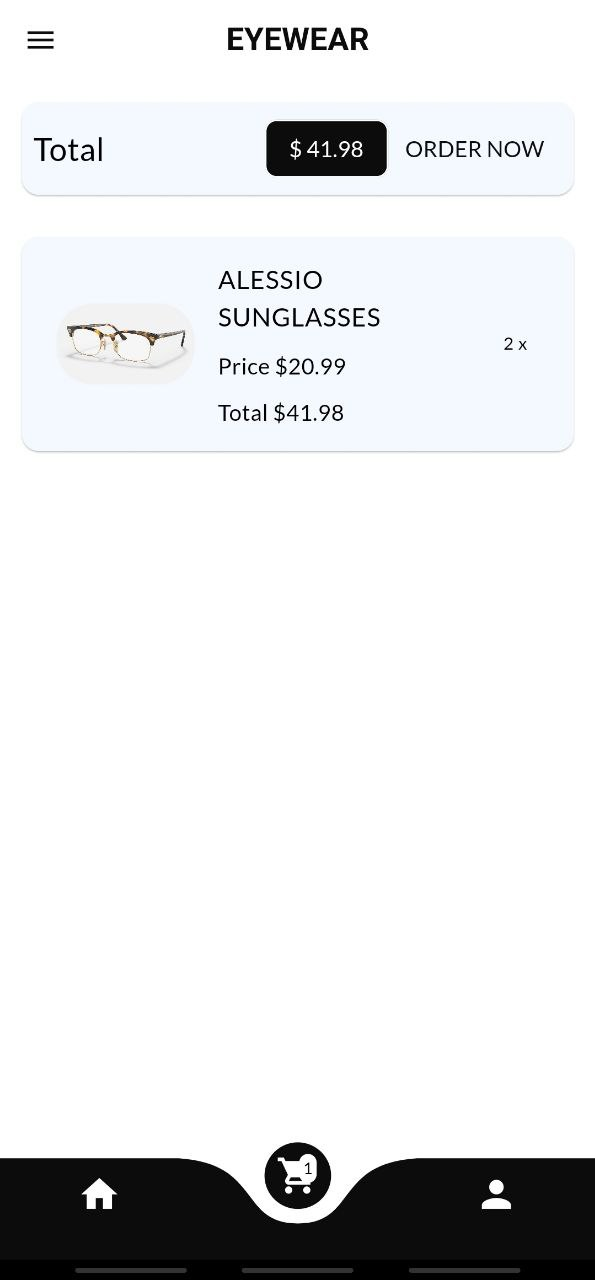 EYEWEAR
Total
$ 41.98
ORDER NOW
ALESSIO
SUNGLASSES
Price $20.99
Total $41.98
2 x
1